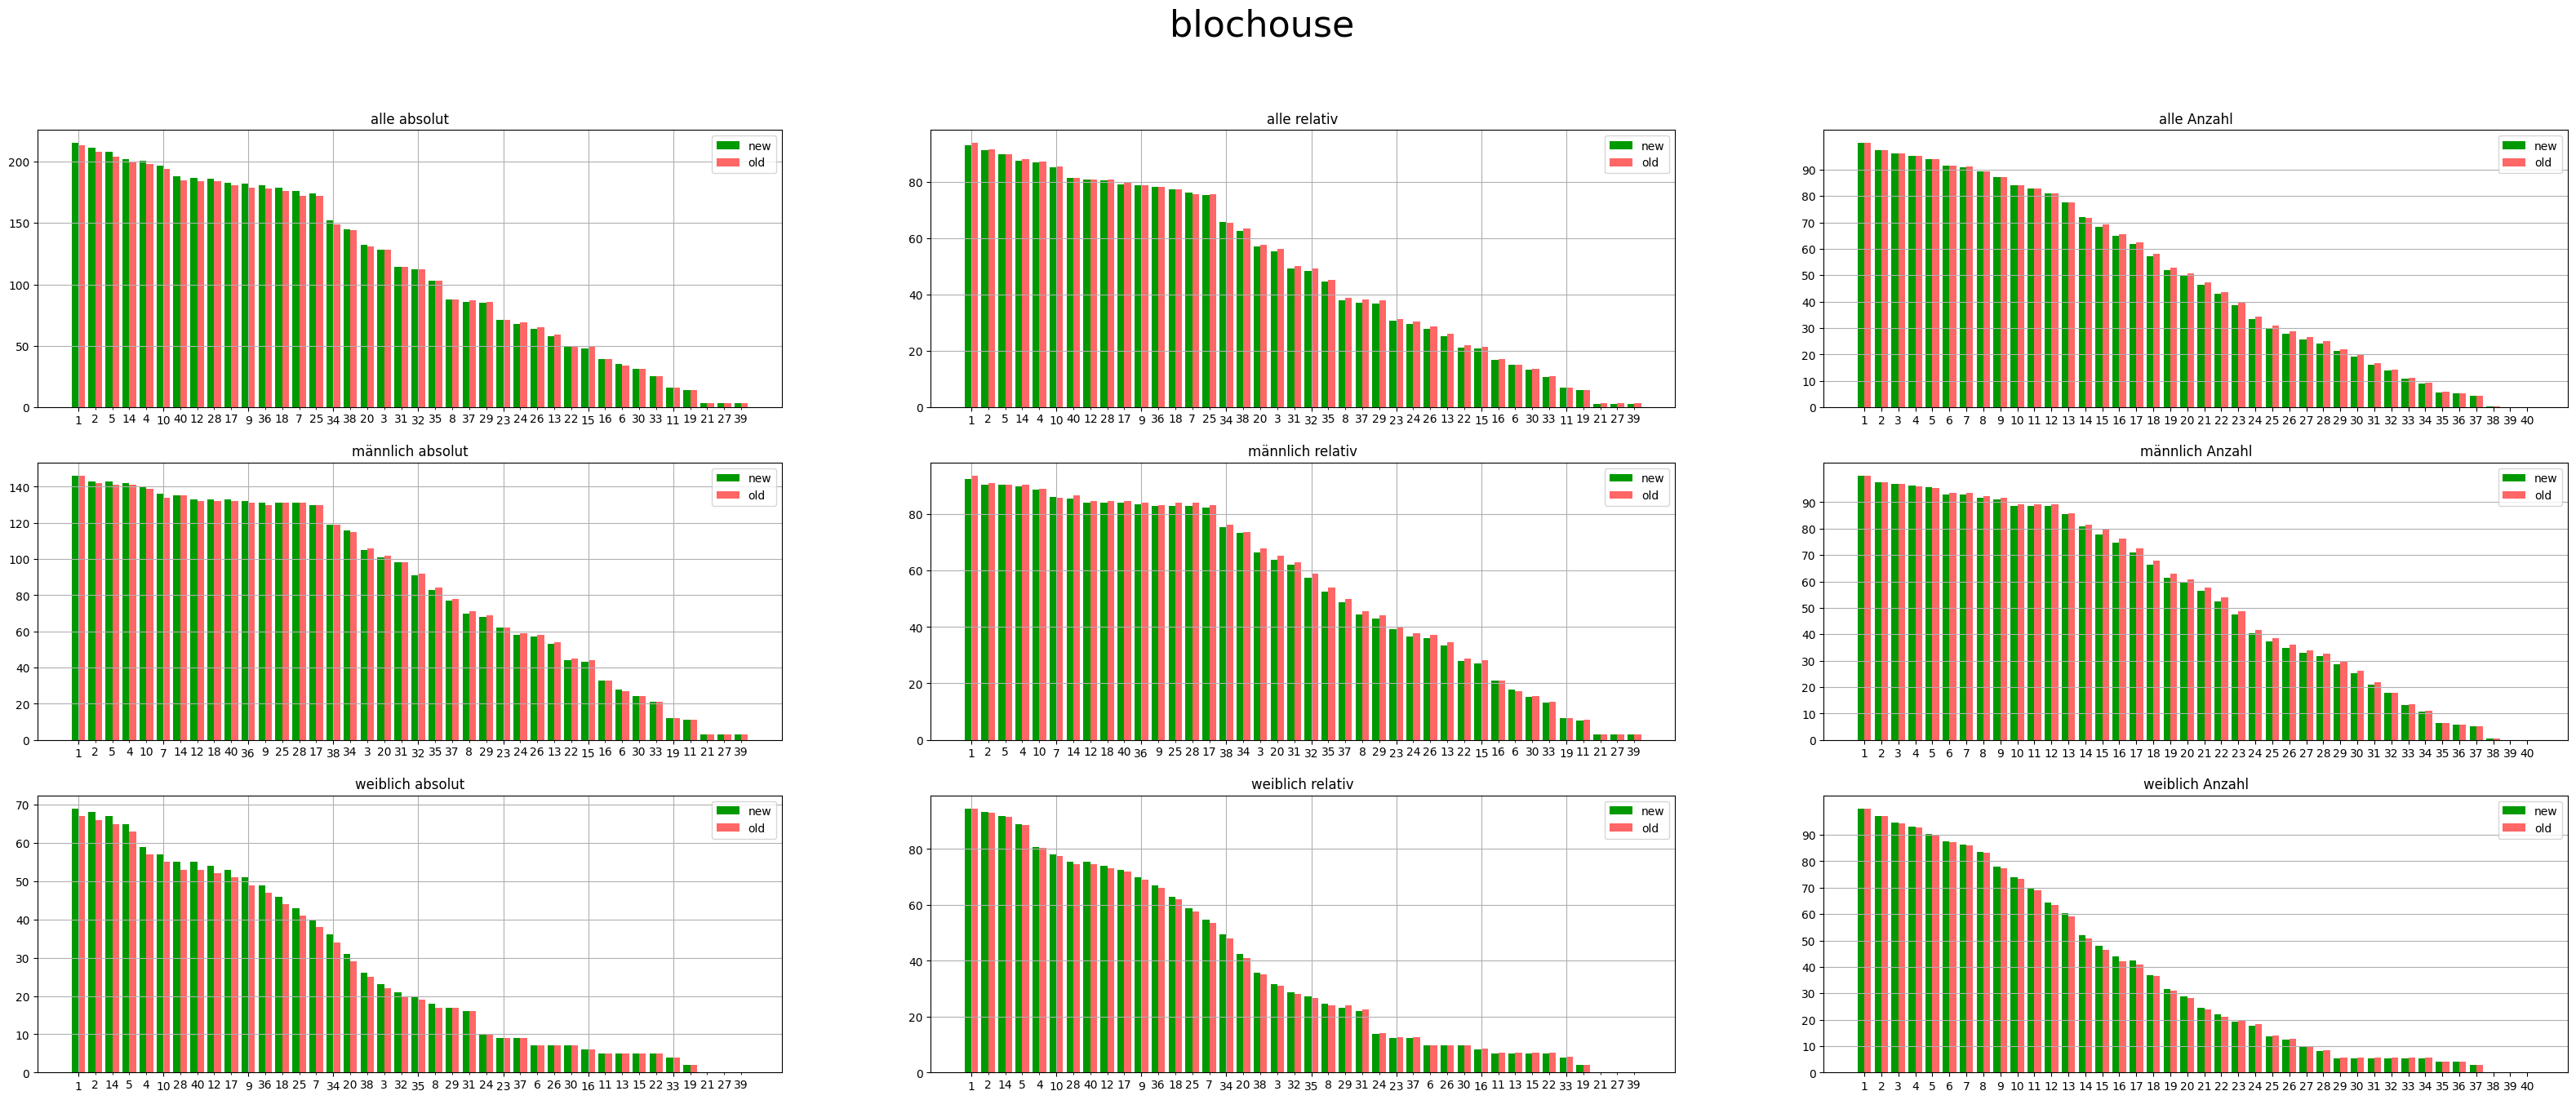 blochouse
alle absolut
new
old
200
150
100
50
0
1 2 5 14 4 10 40 12 28 17 9 36 18 7 25 34 38 20 3 31 32 35 8 37 29 23 24 26 13 22 15 16 6 30 33 11 19 21 27 39
alle relativ
new
old
80
60
40
20
0
1 2 5 14 4 10 40 12 28 17 9 36 18 7 25 34 38 20 3 31 32 35 8 37 29 23 24 26 13 22 15 16 6 30 33 11 19 21 27 39
alle Anzahl
new
old
90
80
70
60
50
40
30
20
10
0
1 2 3 4 5 6 7 8 9 10 11 12 13 14 15 16 17 18 19 20 21 22 23 24 25 26 27 28 29 30 31 32 33 34 35 36 37 38 39 40
männlich absolut
new
old
140
120
100
80
60
40
20
0
1 2 5 4 10 7 14 12 18 40 36 9 25 28 17 38 34 3 20 31 32 35 37 8 29 23 24 26 13 22 15 16 6 30 33 19 11 21 27 39
männlich relativ
new
old
80
60
40
20
0
1 2 5 4 10 7 14 12 18 40 36 9 25 28 17 38 34 3 20 31 32 35 37 8 29 23 24 26 13 22 15 16 6 30 33 19 11 21 27 39
männlich Anzahl
new
old
90
80
70
60
50
40
30
20
10
0
1 2 3 4 5 6 7 8 9 10 11 12 13 14 15 16 17 18 19 20 21 22 23 24 25 26 27 28 29 30 31 32 33 34 35 36 37 38 39 40
weiblich absolut
new
old
70
60
50
40
30
20
10
0
1 2 14 5 4 10 28 40 12 17 9 36 18 25 7 34 20 38 3 32 35 8 29 31 24 23 37 6 26 30 16 11 13 15 22 33 19 21 27 39
weiblich relativ
new
old
80
60
40
20
0
1 2 14 5 4 10 28 40 12 17 9 36 18 25 7 34 20 38 3 32 35 8 29 31 24 23 37 6 26 30 16 11 13 15 22 33 19 21 27 39
weiblich Anzahl
new
old
90
80
70
60
50
40
30
20
10
0
1 2 3 4 5 6 7 8 9 10 11 12 13 14 15 16 17 18 19 20 21 22 23 24 25 26 27 28 29 30 31 32 33 34 35 36 37 38 39 40